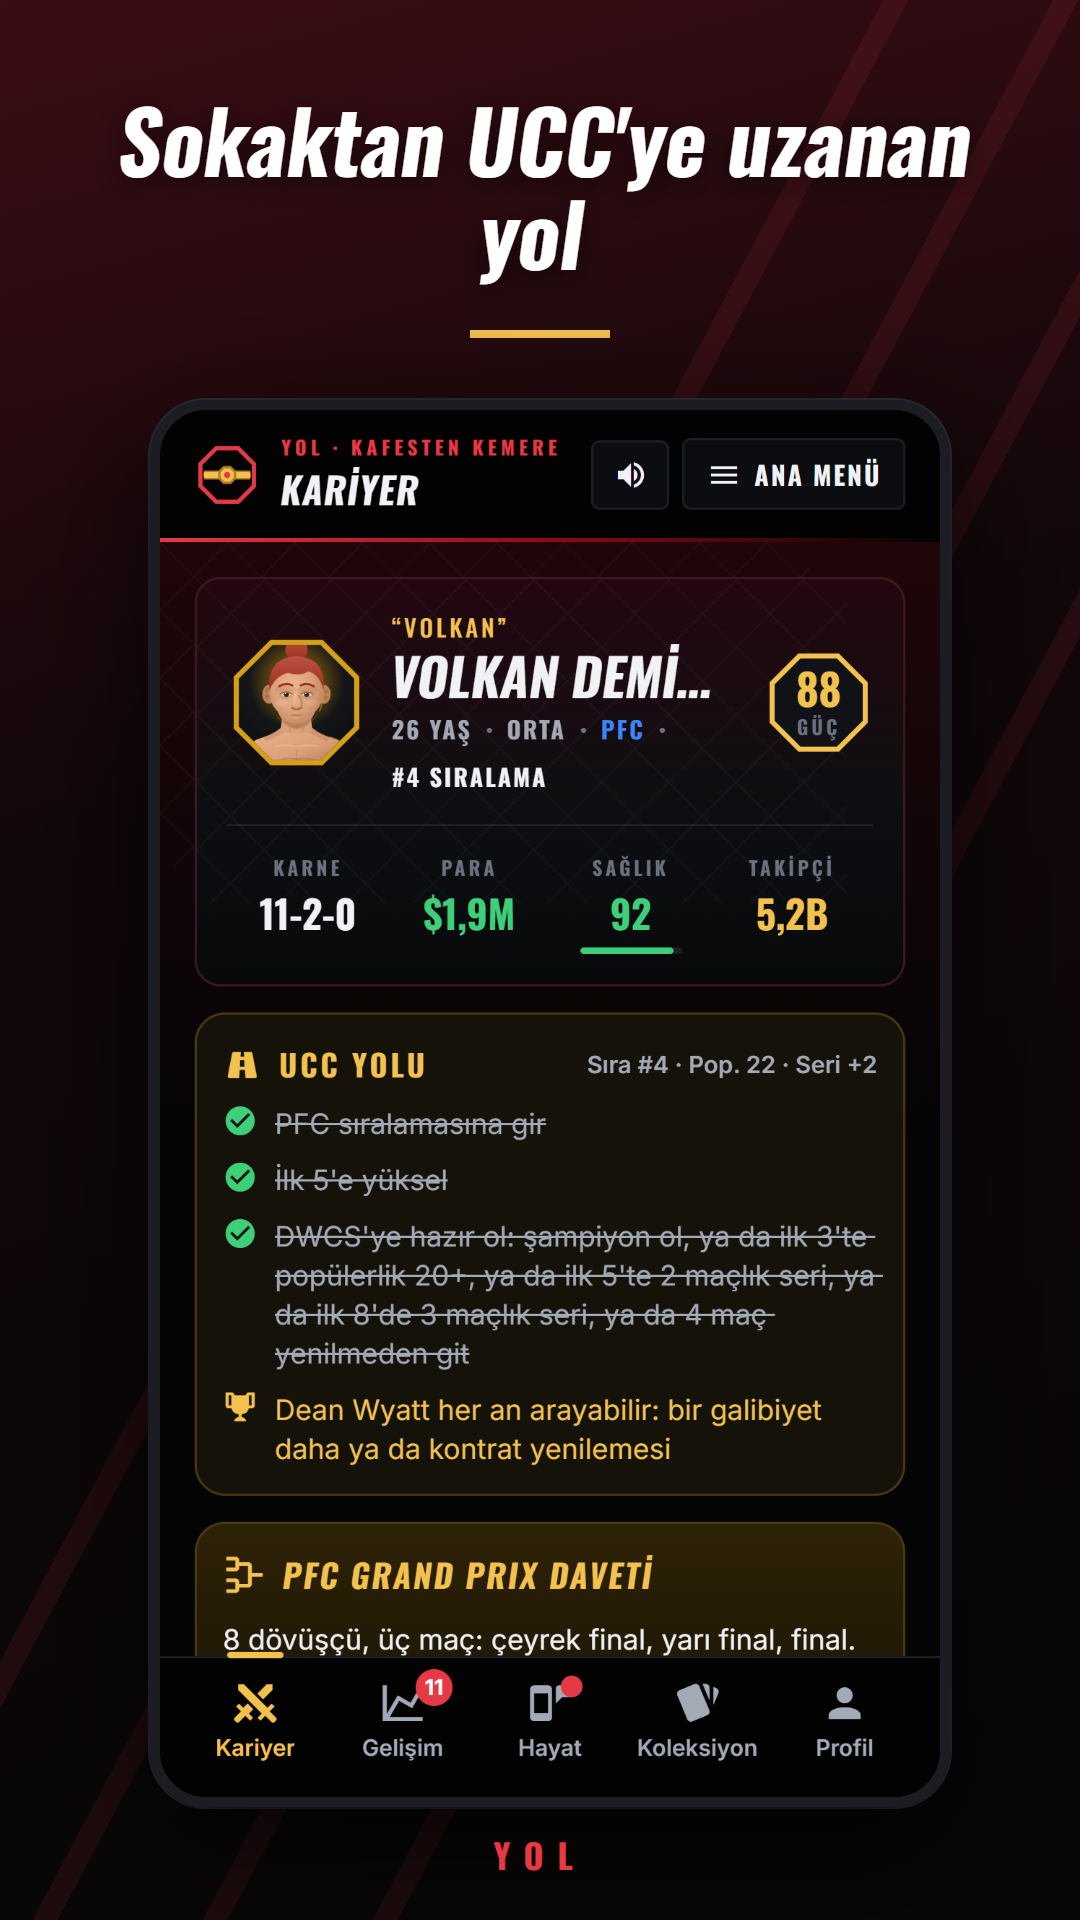 Sokaktan UCC'ye uzanan
yol
YOL · KAFESTEN KEMERE
KARİYER
ANA MENÜ
“VOLKAN”
VOLKAN DEMİ...
26 YAŞ · ORTA · PFC ·
#4 SIRALAMA
88
GÜÇ
KARNE
PARA
SAĞLIK
TAKİPÇİ
11-2-0
$1,9M
92
5,2B
UCC YOLU
Sıra #4 · Pop. 22 · Seri +2
PFC sıralamasına gir
İlk 5'e yüksel
DWCS'ye hazır ol: şampiyon ol, ya da ilk 3'te
popülerlik 20+, ya da ilk 5'te 2 maçlık seri, ya
da ilk 8'de 3 maçlık seri, ya da 4 maç
yenilmeden git
Dean Wyatt her an arayabilir: bir galibiyet
daha ya da kontrat yenilemesi
PFC GRAND PRIX DAVETİ
8 dövüşçü, üç maç: çeyrek final, yarı final, final.
11
Kariyer
Gelişim
Hayat
Koleksiyon
Profil
YOL